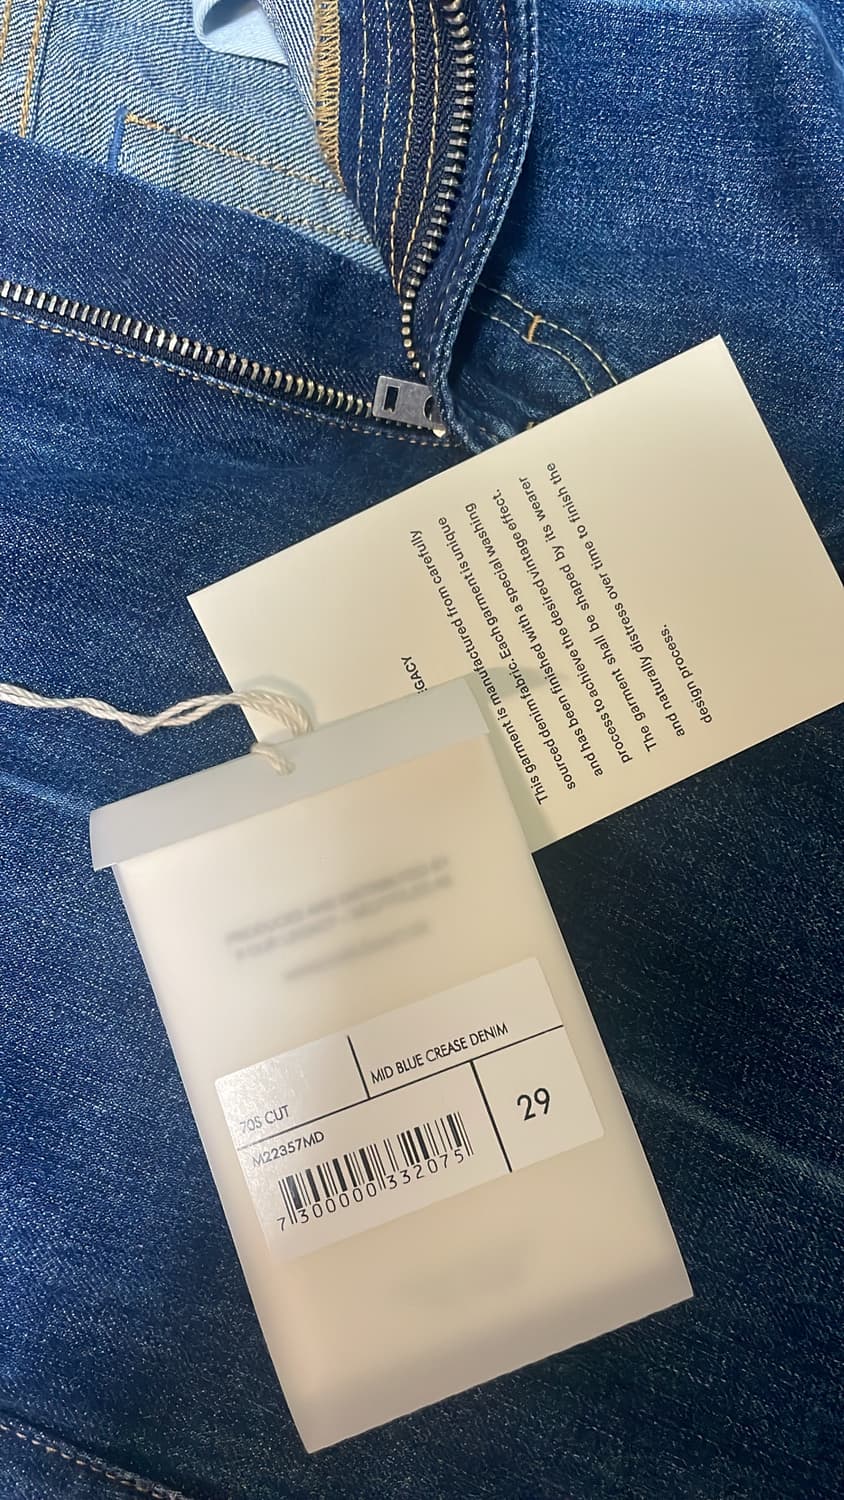 GACY
This garment is manufactured from carefully
sourced denim fabric. Each garment is unique
and has been finished with a special washing
process to achieve the desired vintage effect.
The garment shall be shaped by its wearer
and naturally distress over time to finish the
design process.
70S CUT
MID BLUE CREASE DENIM
M22357MD
29
7300000332075